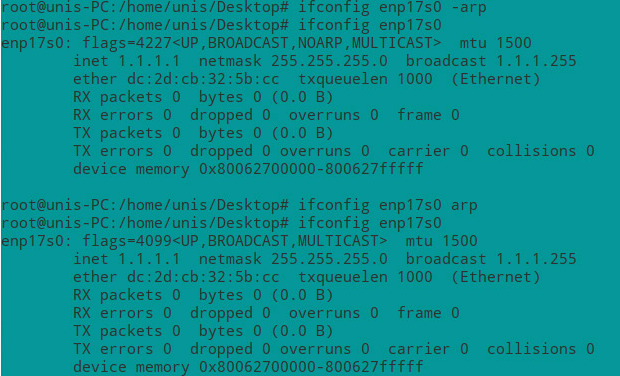 root@unis-PC:/home/unis/Desktop# ifconfig enp17s0 -arp
root@unis-PC:/home/unis/Desktop# ifconfig enp17s0
enp17s0: flags=4227<UP,BROADCAST,NOARP,MULTICAST>  mtu 1500
        inet 1.1.1.1  netmask 255.255.255.0  broadcast 1.1.1.255
        ether dc:2d:cb:32:5b:cc  txqueuelen 1000  (Ethernet)
        RX packets 0  bytes 0 (0.0 B)
        RX errors 0  dropped 0  overruns 0  frame 0
        TX packets 0  bytes 0 (0.0 B)
        TX errors 0  dropped 0 overruns 0  carrier 0  collisions 0
        device memory 0x80062700000-800627fffff

root@unis-PC:/home/unis/Desktop# ifconfig enp17s0 arp
root@unis-PC:/home/unis/Desktop# ifconfig enp17s0
enp17s0: flags=4099<UP,BROADCAST,MULTICAST>  mtu 1500
        inet 1.1.1.1  netmask 255.255.255.0  broadcast 1.1.1.255
        ether dc:2d:cb:32:5b:cc  txqueuelen 1000  (Ethernet)
        RX packets 0  bytes 0 (0.0 B)
        RX errors 0  dropped 0  overruns 0  frame 0
        TX packets 0  bytes 0 (0.0 B)
        TX errors 0  dropped 0 overruns 0  carrier 0  collisions 0
        device memory 0x80062700000-800627fffff